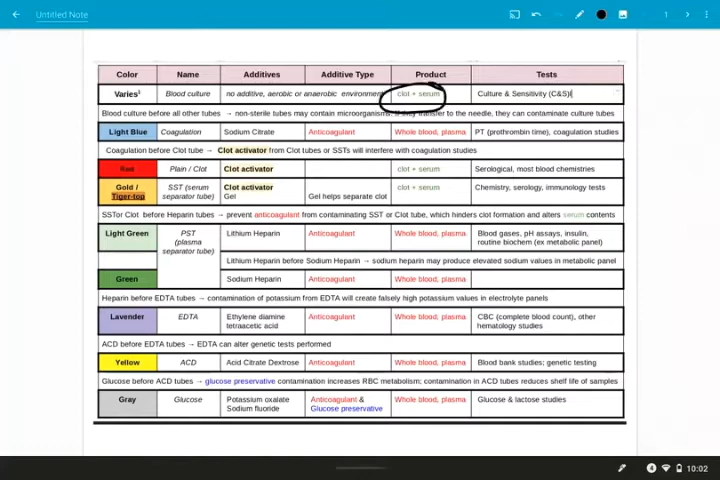 Untitled Note
1
Color Name Additives Additive Type Product Tests
Varies¹ Blood culture no additive, aerobic or anaerobic environment clot + serum Culture & Sensitivity (C&S)
Blood culture before all other tubes → non-sterile tubes may contain microorganisms. If they transfer to the needle, they can contaminate culture tubes
Light Blue Coagulation Sodium Citrate Anticoagulant Whole blood, plasma PT (prothrombin time), coagulation studies
Coagulation before Clot tube → Clot activator from Clot tubes or SSTs will interfere with coagulation studies
Red Plain / Clot Clot activator clot + serum Serological, most blood chemistries
Gold / SST (serum Clot activator clot + serum Chemistry, serology, immunology tests
Tiger-top separator tube) Gel Gel helps separate clot
SSTor Clot before Heparin tubes → prevent anticoagulant from contaminating SST or Clot tube, which hinders clot formation and alters serum contents
Light Green PST Lithium Heparin Anticoagulant Whole blood, plasma Blood gases, pH assays, insulin,
(plasma routine biochem (ex metabolic panel)
separator tube)
Lithium Heparin before Sodium Heparin → sodium heparin may produce elevated sodium values in metabolic panel
Green Sodium Heparin Anticoagulant Whole blood, plasma
Heparin before EDTA tubes → contamination of potassium from EDTA will create falsely high potassium values in electrolyte panels
Lavender EDTA Ethylene diamine Anticoagulant Whole blood, plasma CBC (complete blood count), other
tetraacetic acid hematology studies
ACD before EDTA tubes → EDTA can alter genetic tests performed
Yellow ACD Acid Citrate Dextrose Anticoagulant Whole blood, plasma Blood bank studies; genetic testing
Glucose before ACD tubes → glucose preservative contamination increases RBC metabolism; contamination in ACD tubes reduces shelf life of samples
Gray Glucose Potassium oxalate Anticoagulant & Whole blood, plasma Glucose & lactose studies
Sodium fluoride Glucose preservative
4 10:02